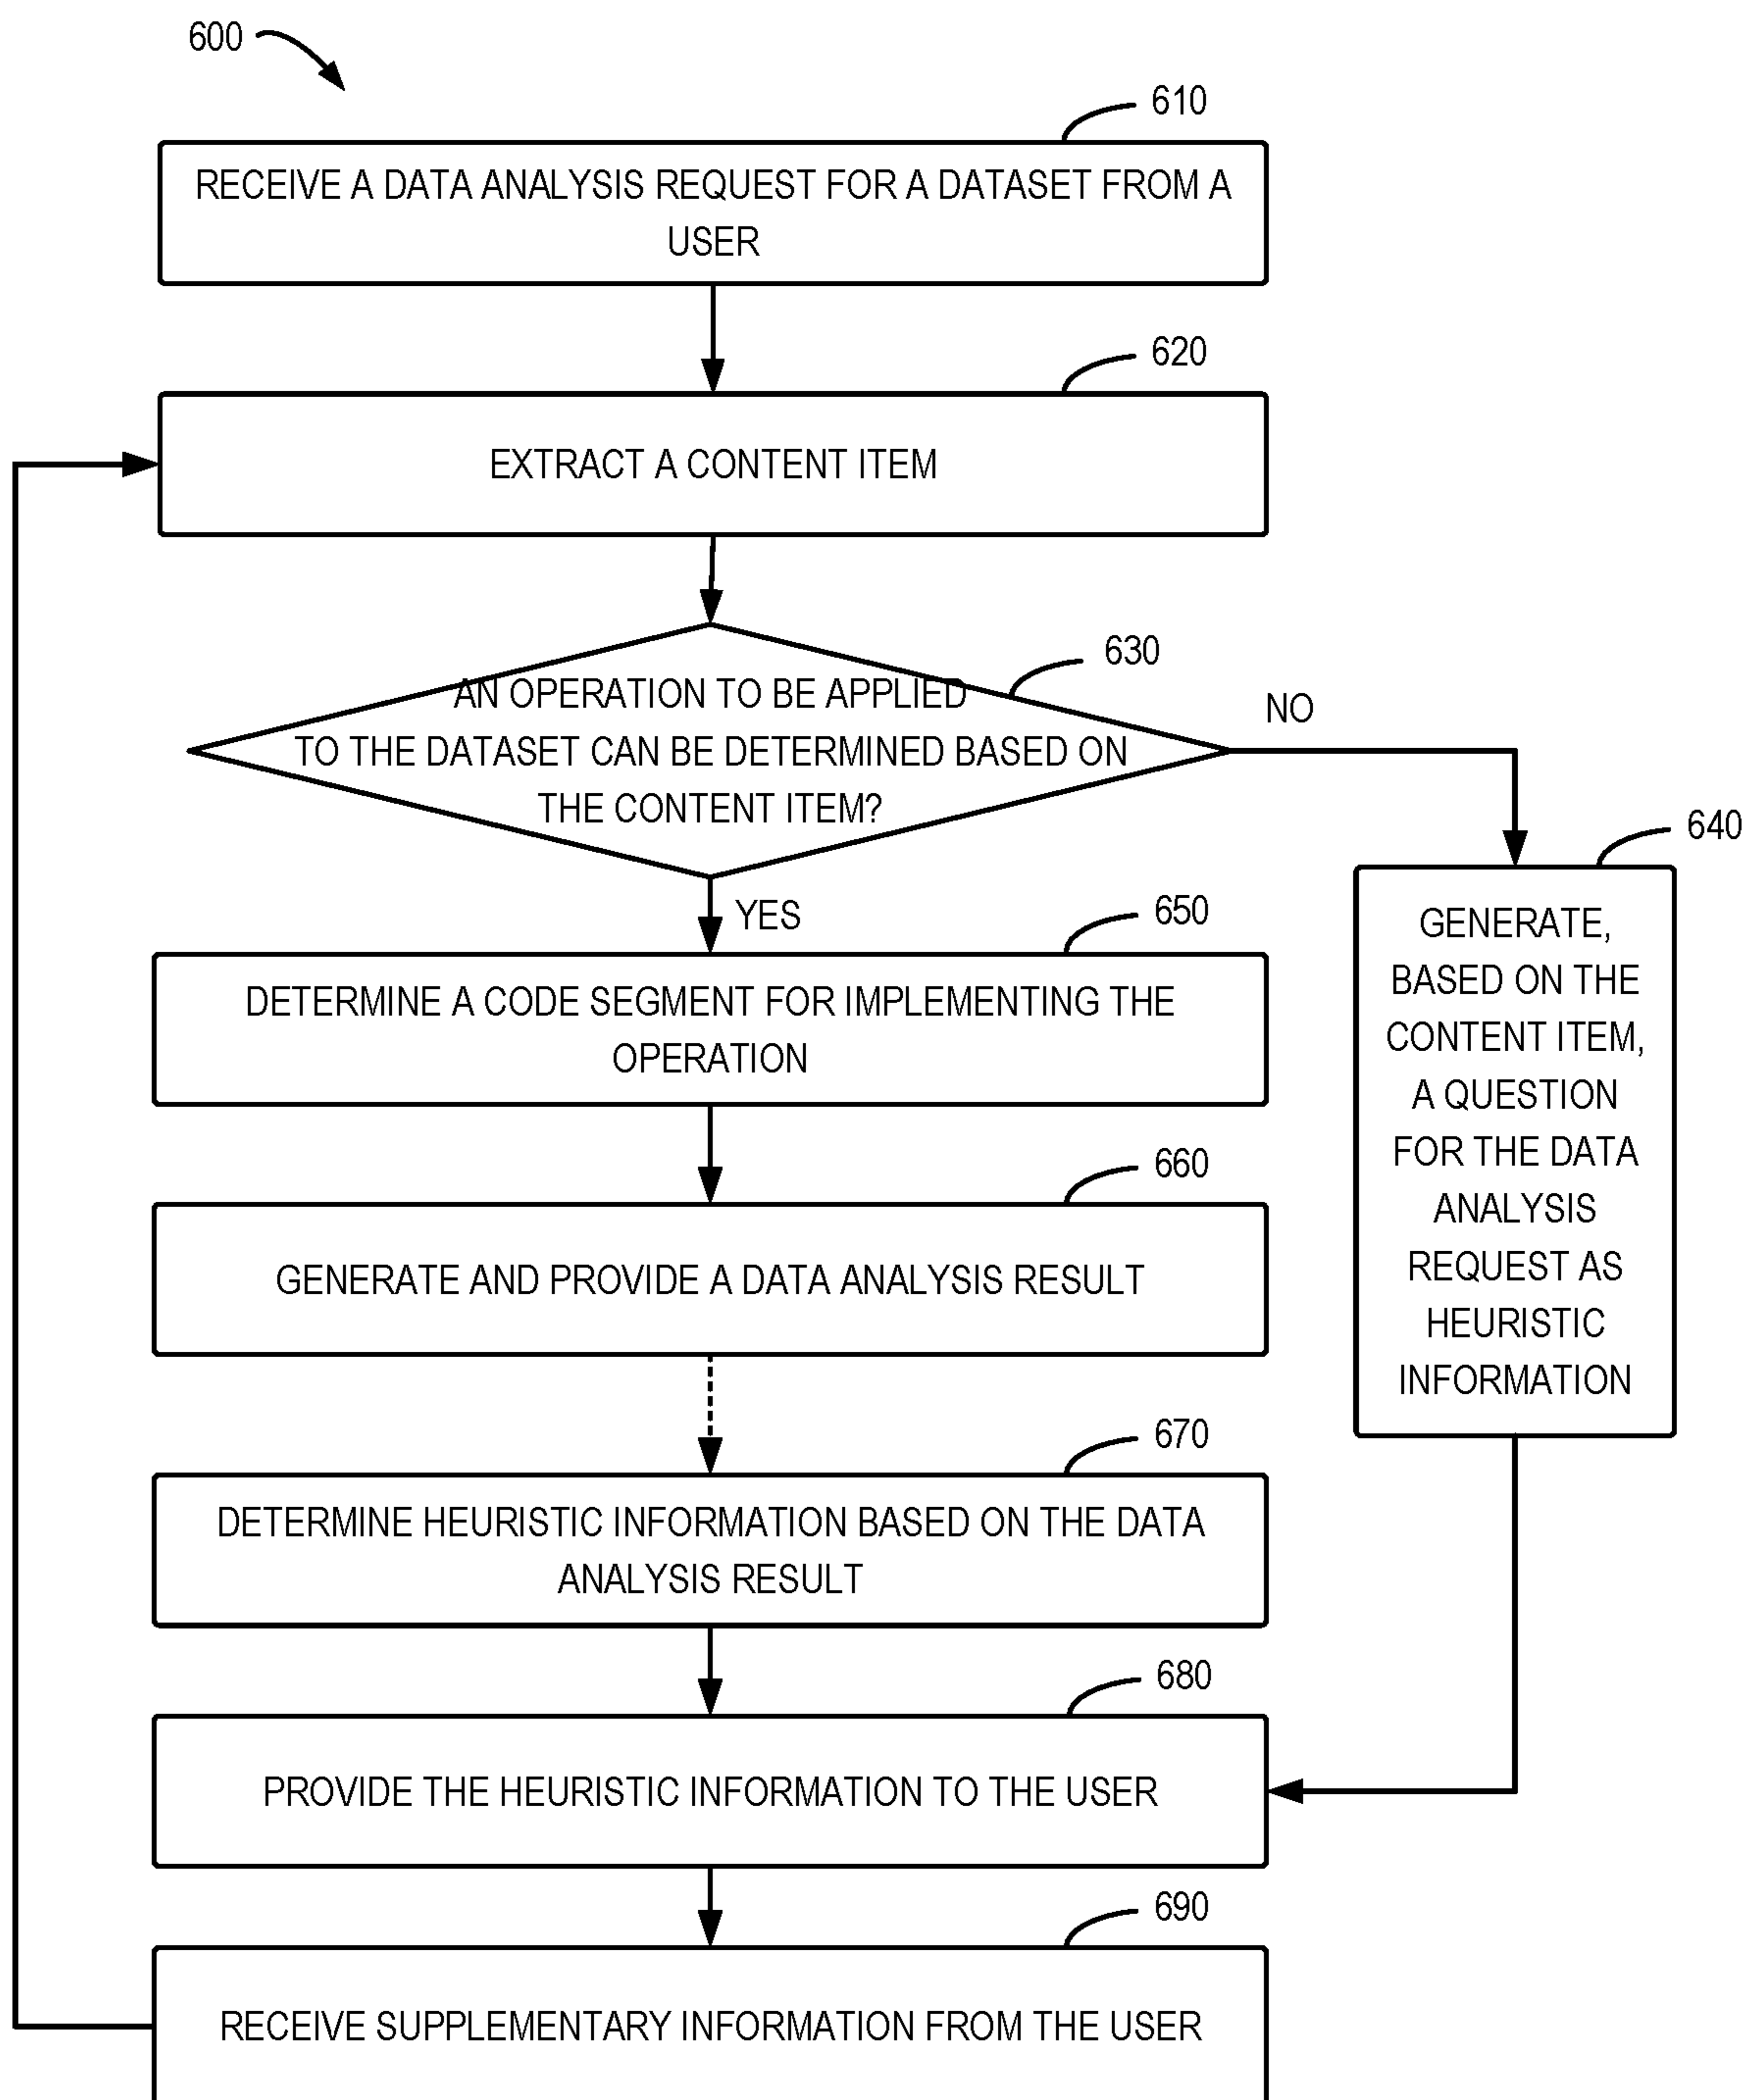 600
610
RECEIVE A DATA ANALYSIS REQUEST FOR A DATASET FROM A
USER
620
EXTRACT A CONTENT ITEM
630
AN OPERATION TO BE APPLIED
TO THE DATASET CAN BE DETERMINED BASED ON
THE CONTENT ITEM?
NO
640
GENERATE,
BASED ON THE
CONTENT ITEM,
A QUESTION
FOR THE DATA
ANALYSIS
REQUEST AS
HEURISTIC
INFORMATION
YES
650
DETERMINE A CODE SEGMENT FOR IMPLEMENTING THE
OPERATION
660
GENERATE AND PROVIDE A DATA ANALYSIS RESULT
670
DETERMINE HEURISTIC INFORMATION BASED ON THE DATA
ANALYSIS RESULT
680
PROVIDE THE HEURISTIC INFORMATION TO THE USER
690
RECEIVE SUPPLEMENTARY INFORMATION FROM THE USER